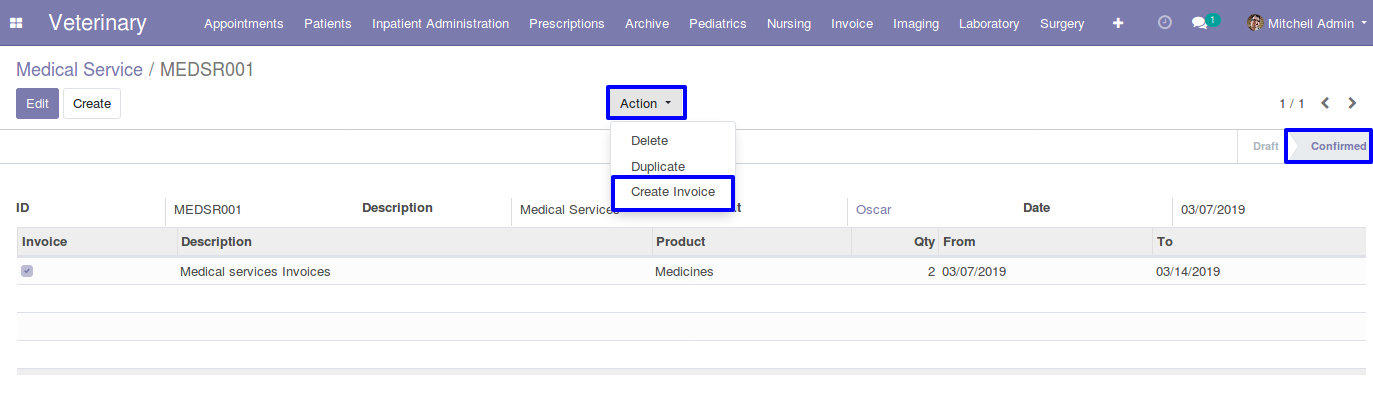 Veterinary Appointments Patients Inpatient Administration Prescriptions Archive Pediatrics Nursing Invoice Imaging Laboratory Surgery 1 Mitchell Admin
Medical Service / MEDSR001
Edit Create Action 1 / 1
Delete
Draft Confirmed
Duplicate
Create Invoice
ID MEDSR001 Description Medical Services Oscar Date 03/07/2019
Invoice Description Product Qty From To
Medical services Invoices Medicines 2 03/07/2019 03/14/2019